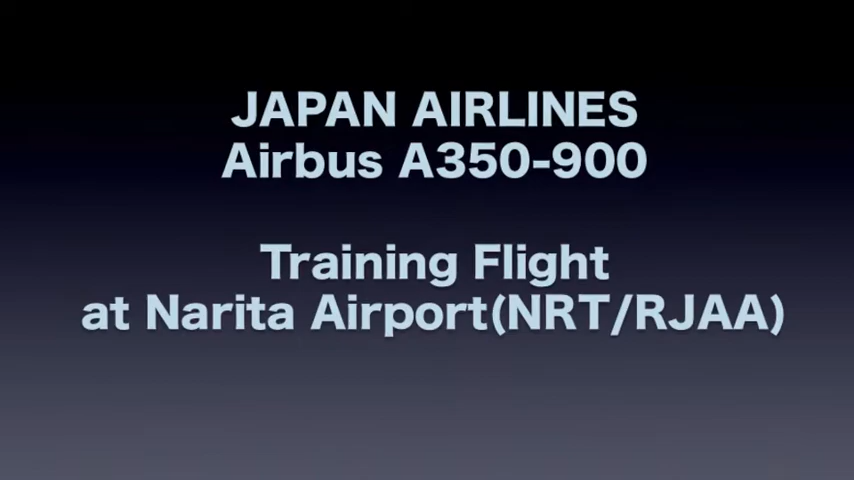 JAPAN AIRLINES
Airbus A350-900
Training Flight
at Narita Airport(NRT/RJAA)